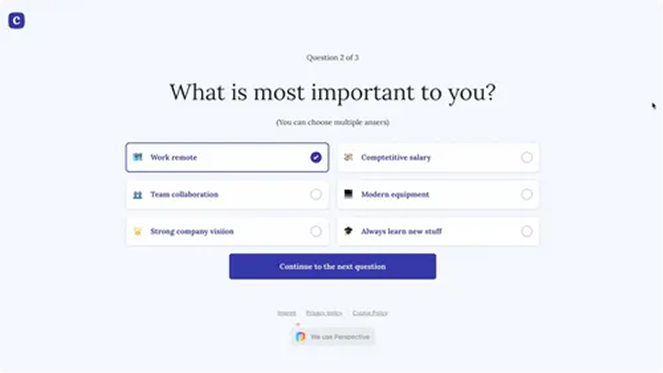 C
Question 2 of 3
What is most important to you?
(You can choose multiple ansers)
Work remote
Comptetitive salary
Team collaboration
Modern equipment
Strong company visiion
Always learn new stuff
Continue to the next question
Imprint Privacy policy Cookie Policy
We use Perspective